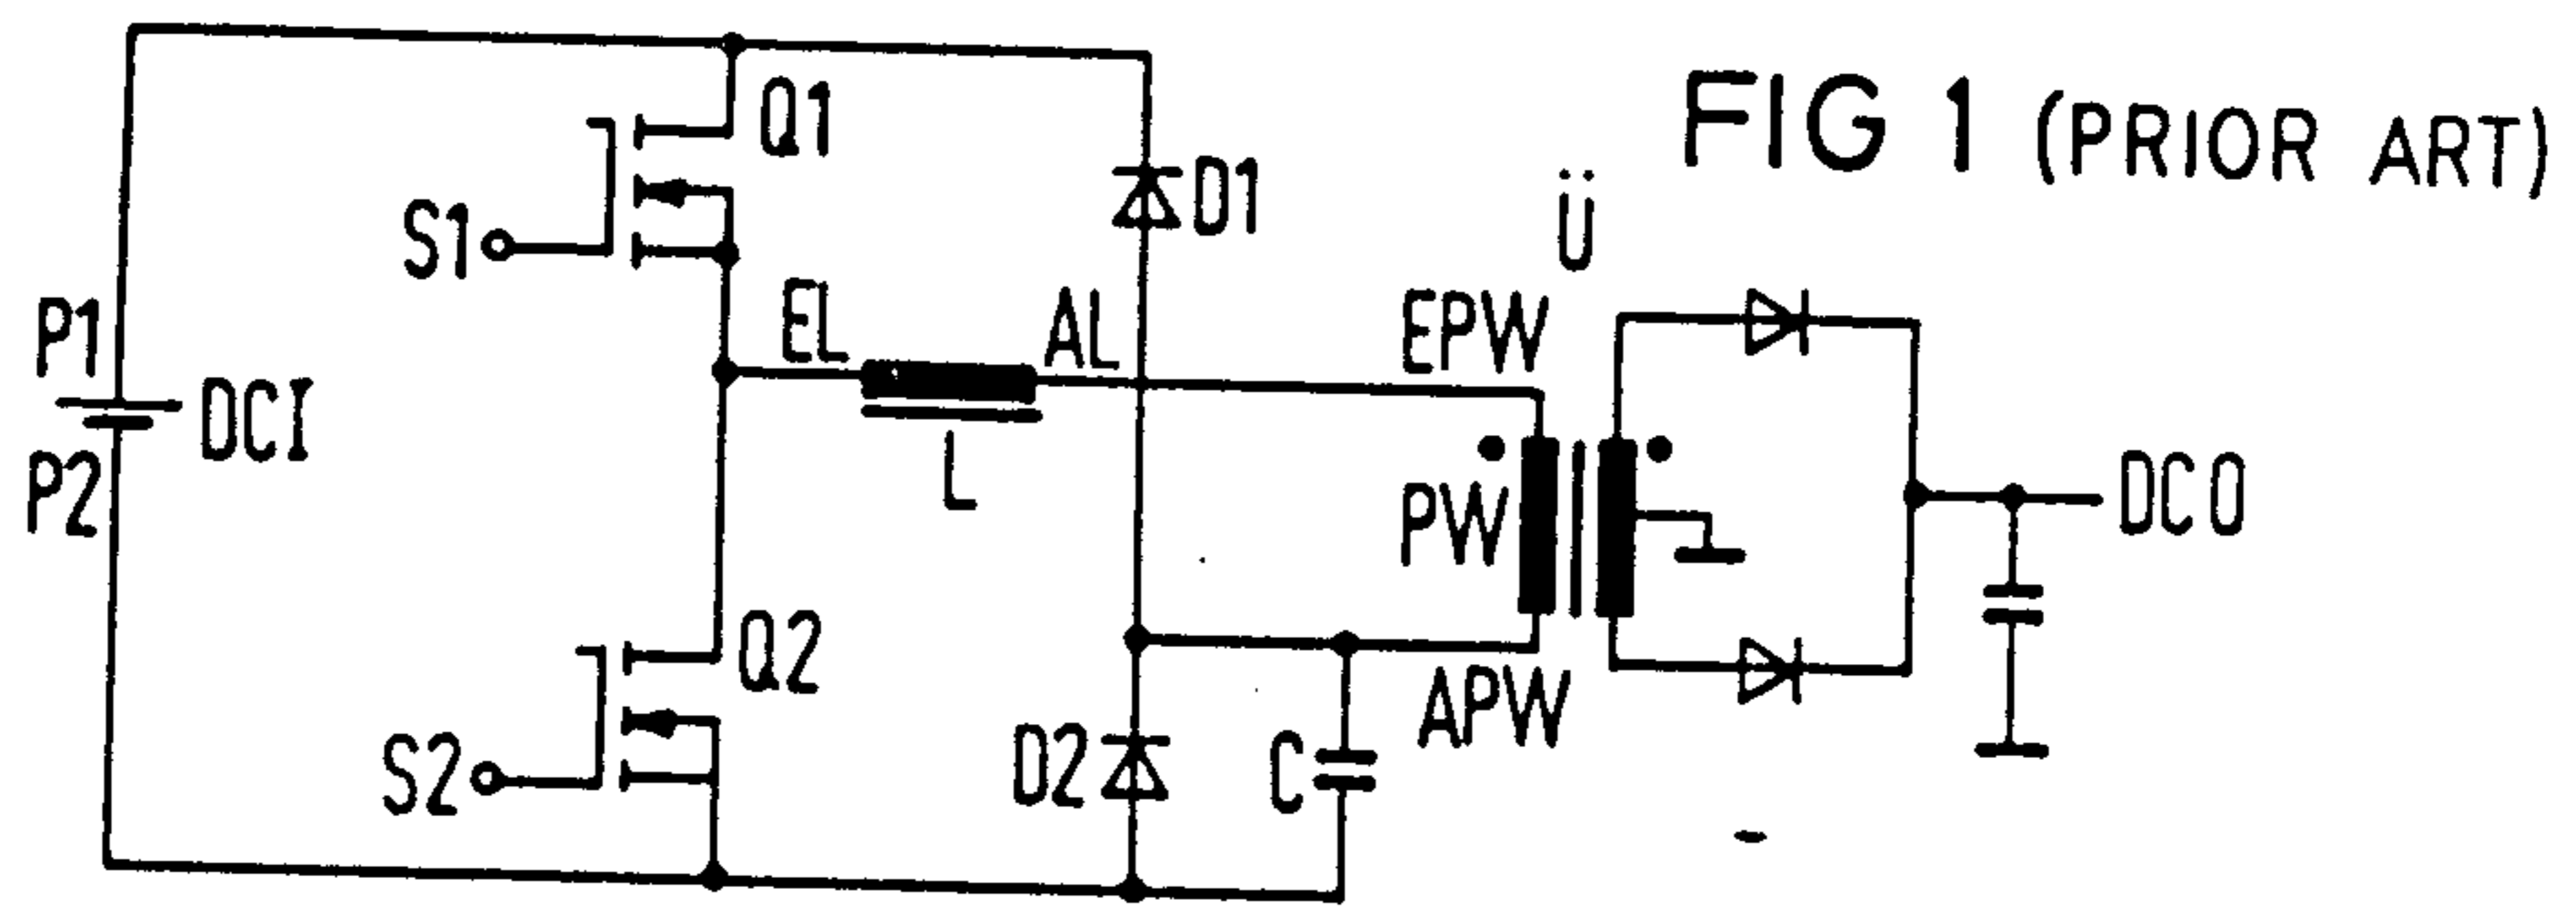 FIG 1 (PRIOR ART)
Q1
D1
Ü
S1
EL
AL
EPW
P1
DCI
P2
L
PW
DCO
Q2
APW
S2
D2
C